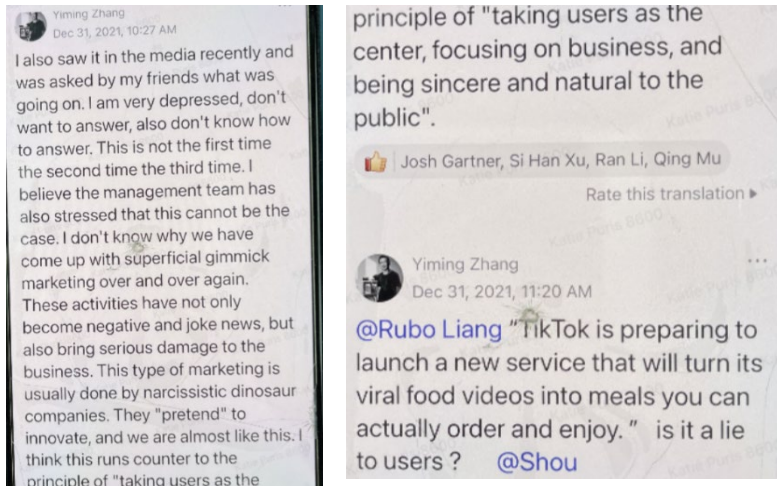 Yiming Zhang
Dec 31, 2021, 10:27 AM
I also saw it in the media recently and
was asked by my friends what was
going on. I am very depressed, don't
want to answer, also don't know how
to answer. This is not the first time
the second time the third time. I
believe the management team has
also stressed that this cannot be the
case. I don't know why we have
come up with superficial gimmick
marketing over and over again.
These activities have not only
become negative and joke news, but
also bring serious damage to the
business. This type of marketing is
usually done by narcissistic dinosaur
companies. They "pretend" to
innovate, and we are almost like this. I
think this runs counter to the
principle of "taking users as the
principle of "taking users as the
center, focusing on business, and
being sincere and natural to the
public".
Josh Gartner, Si Han Xu, Ran Li, Qing Mu
Rate this translation
Yiming Zhang
Dec 31, 2021, 11:20 AM
@Rubo Liang “TikTok is preparing to
launch a new service that will turn its
viral food videos into meals you can
actually order and enjoy. ” is it a lie
to users ? @Shou
Katie Puris 8600